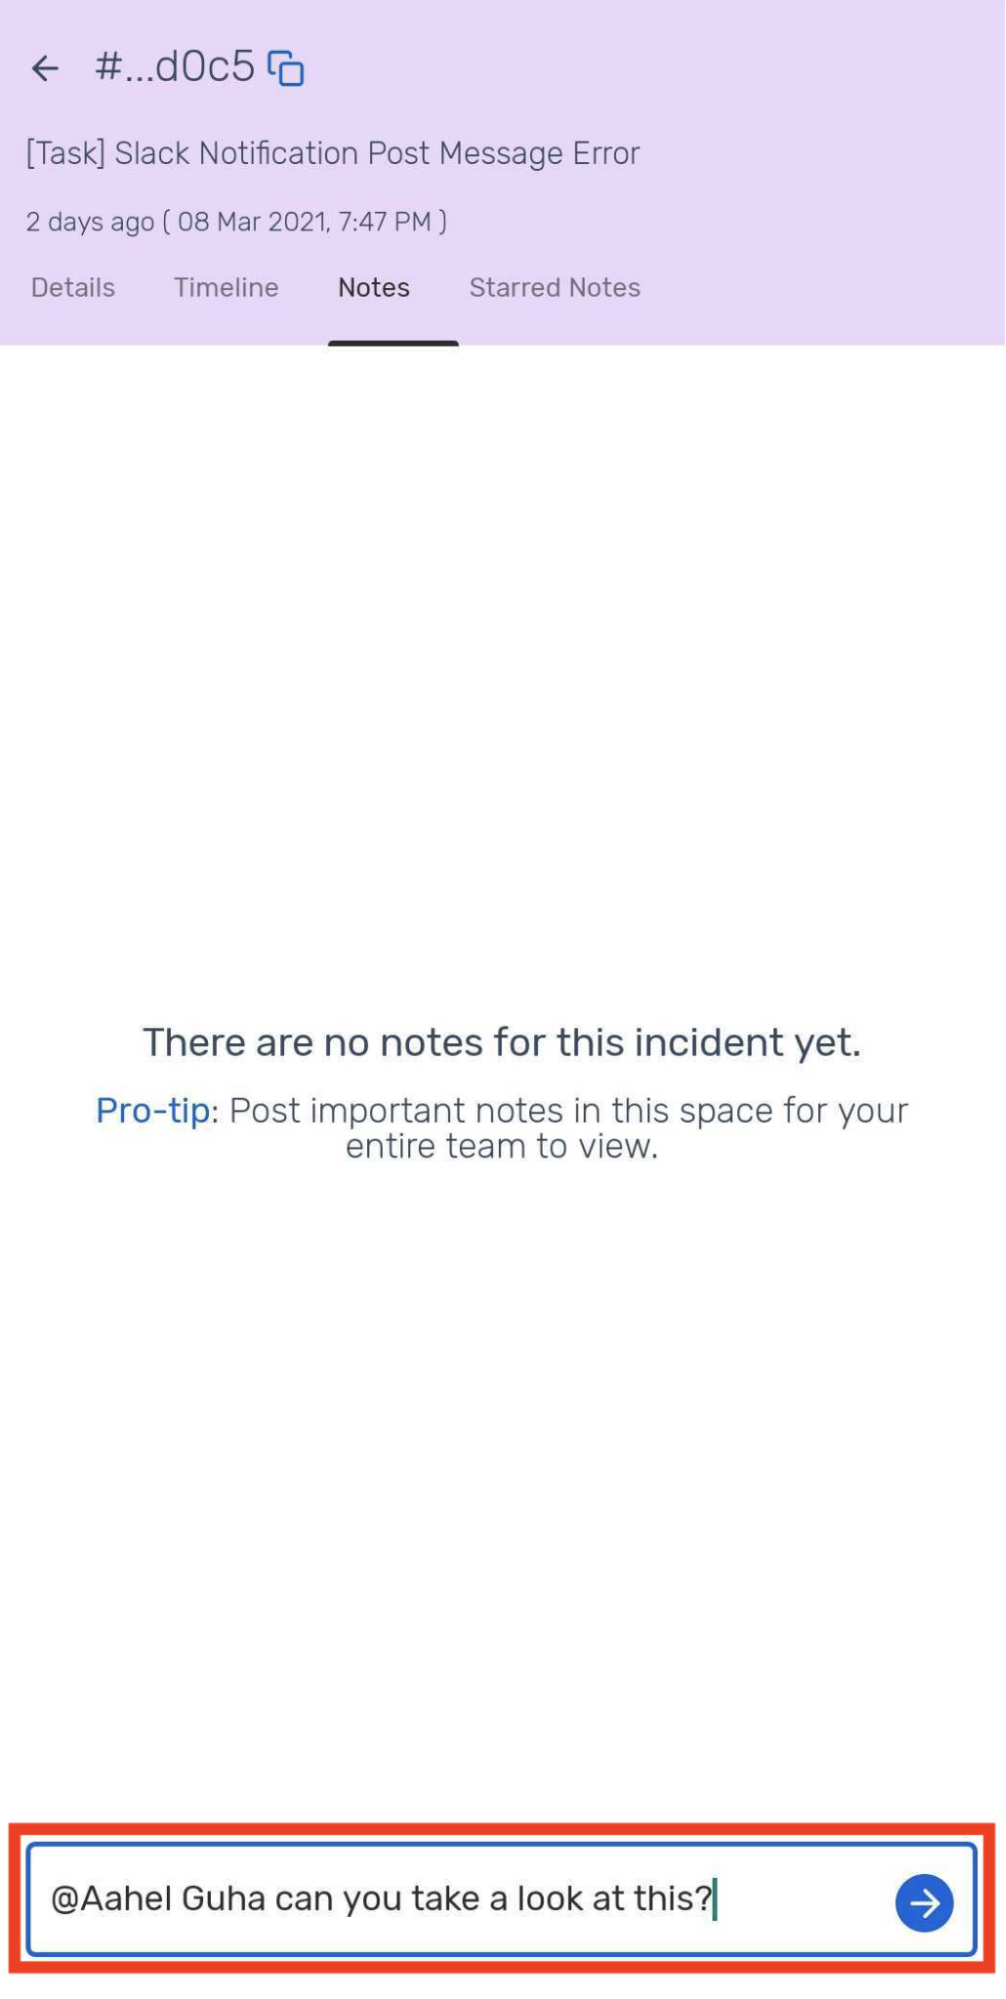 #...d0c5
[Task] Slack Notification Post Message Error
2 days ago ( 08 Mar 2021, 7:47 PM )
Details Timeline Notes Starred Notes
There are no notes for this incident yet.
Pro-tip: Post important notes in this space for your
entire team to view.
@Aahel Guha can you take a look at this?